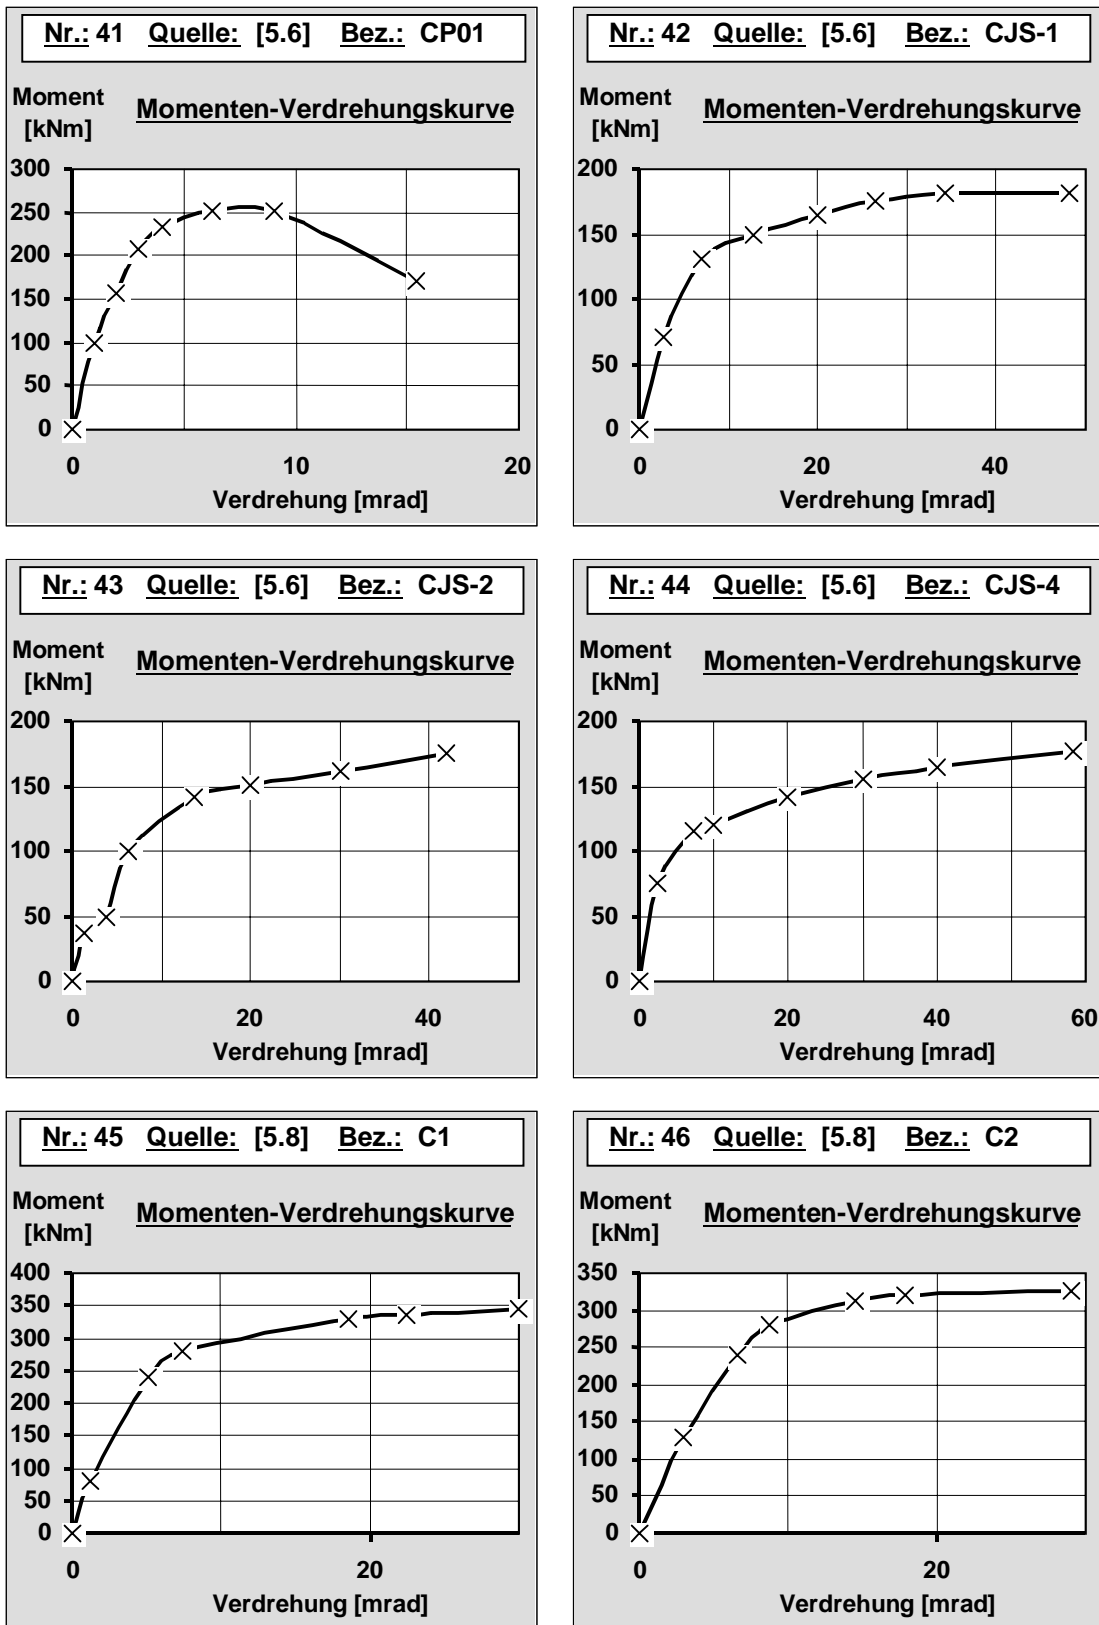 Nr.: 41 Quelle: [5.6] Bez.: CP01
Moment
[kNm]
Momenten-Verdrehungskurve
300
250
200
150
100
50
0
0 10 20
Verdrehung [mrad]
Nr.: 42 Quelle: [5.6] Bez.: CJS-1
Moment
[kNm]
Momenten-Verdrehungskurve
200
150
100
50
0
0 20 40
Verdrehung [mrad]
Nr.: 43 Quelle: [5.6] Bez.: CJS-2
Moment
[kNm]
Momenten-Verdrehungskurve
200
150
100
50
0
0 20 40
Verdrehung [mrad]
Nr.: 44 Quelle: [5.6] Bez.: CJS-4
Moment
[kNm]
Momenten-Verdrehungskurve
200
150
100
50
0
0 20 40 60
Verdrehung [mrad]
Nr.: 45 Quelle: [5.8] Bez.: C1
Moment
[kNm]
Momenten-Verdrehungskurve
400
350
300
250
200
150
100
50
0
0 20
Verdrehung [mrad]
Nr.: 46 Quelle: [5.8] Bez.: C2
Moment
[kNm]
Momenten-Verdrehungskurve
350
300
250
200
150
100
50
0
0 20
Verdrehung [mrad]